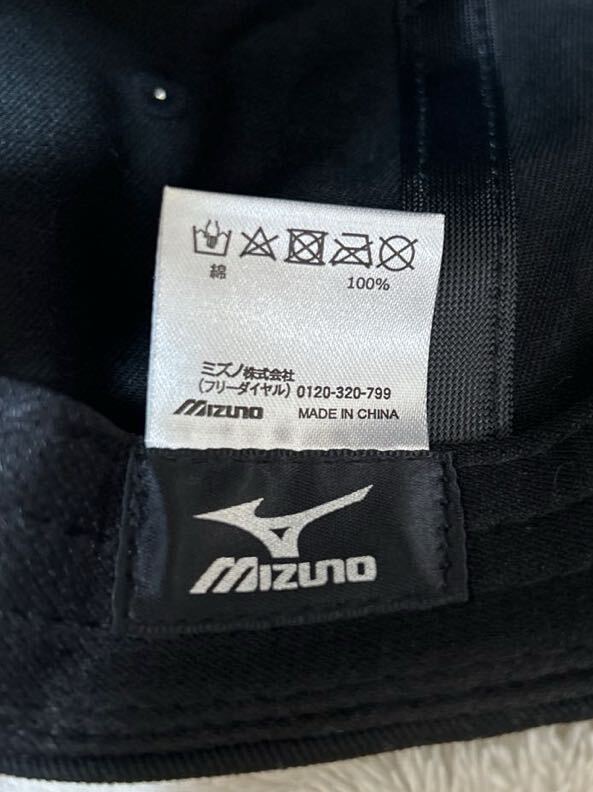 綿 100%
ミズノ株式会社
(フリーダイヤル) 0120-320-799
MIZUNO MADE IN CHINA
MIZUNO